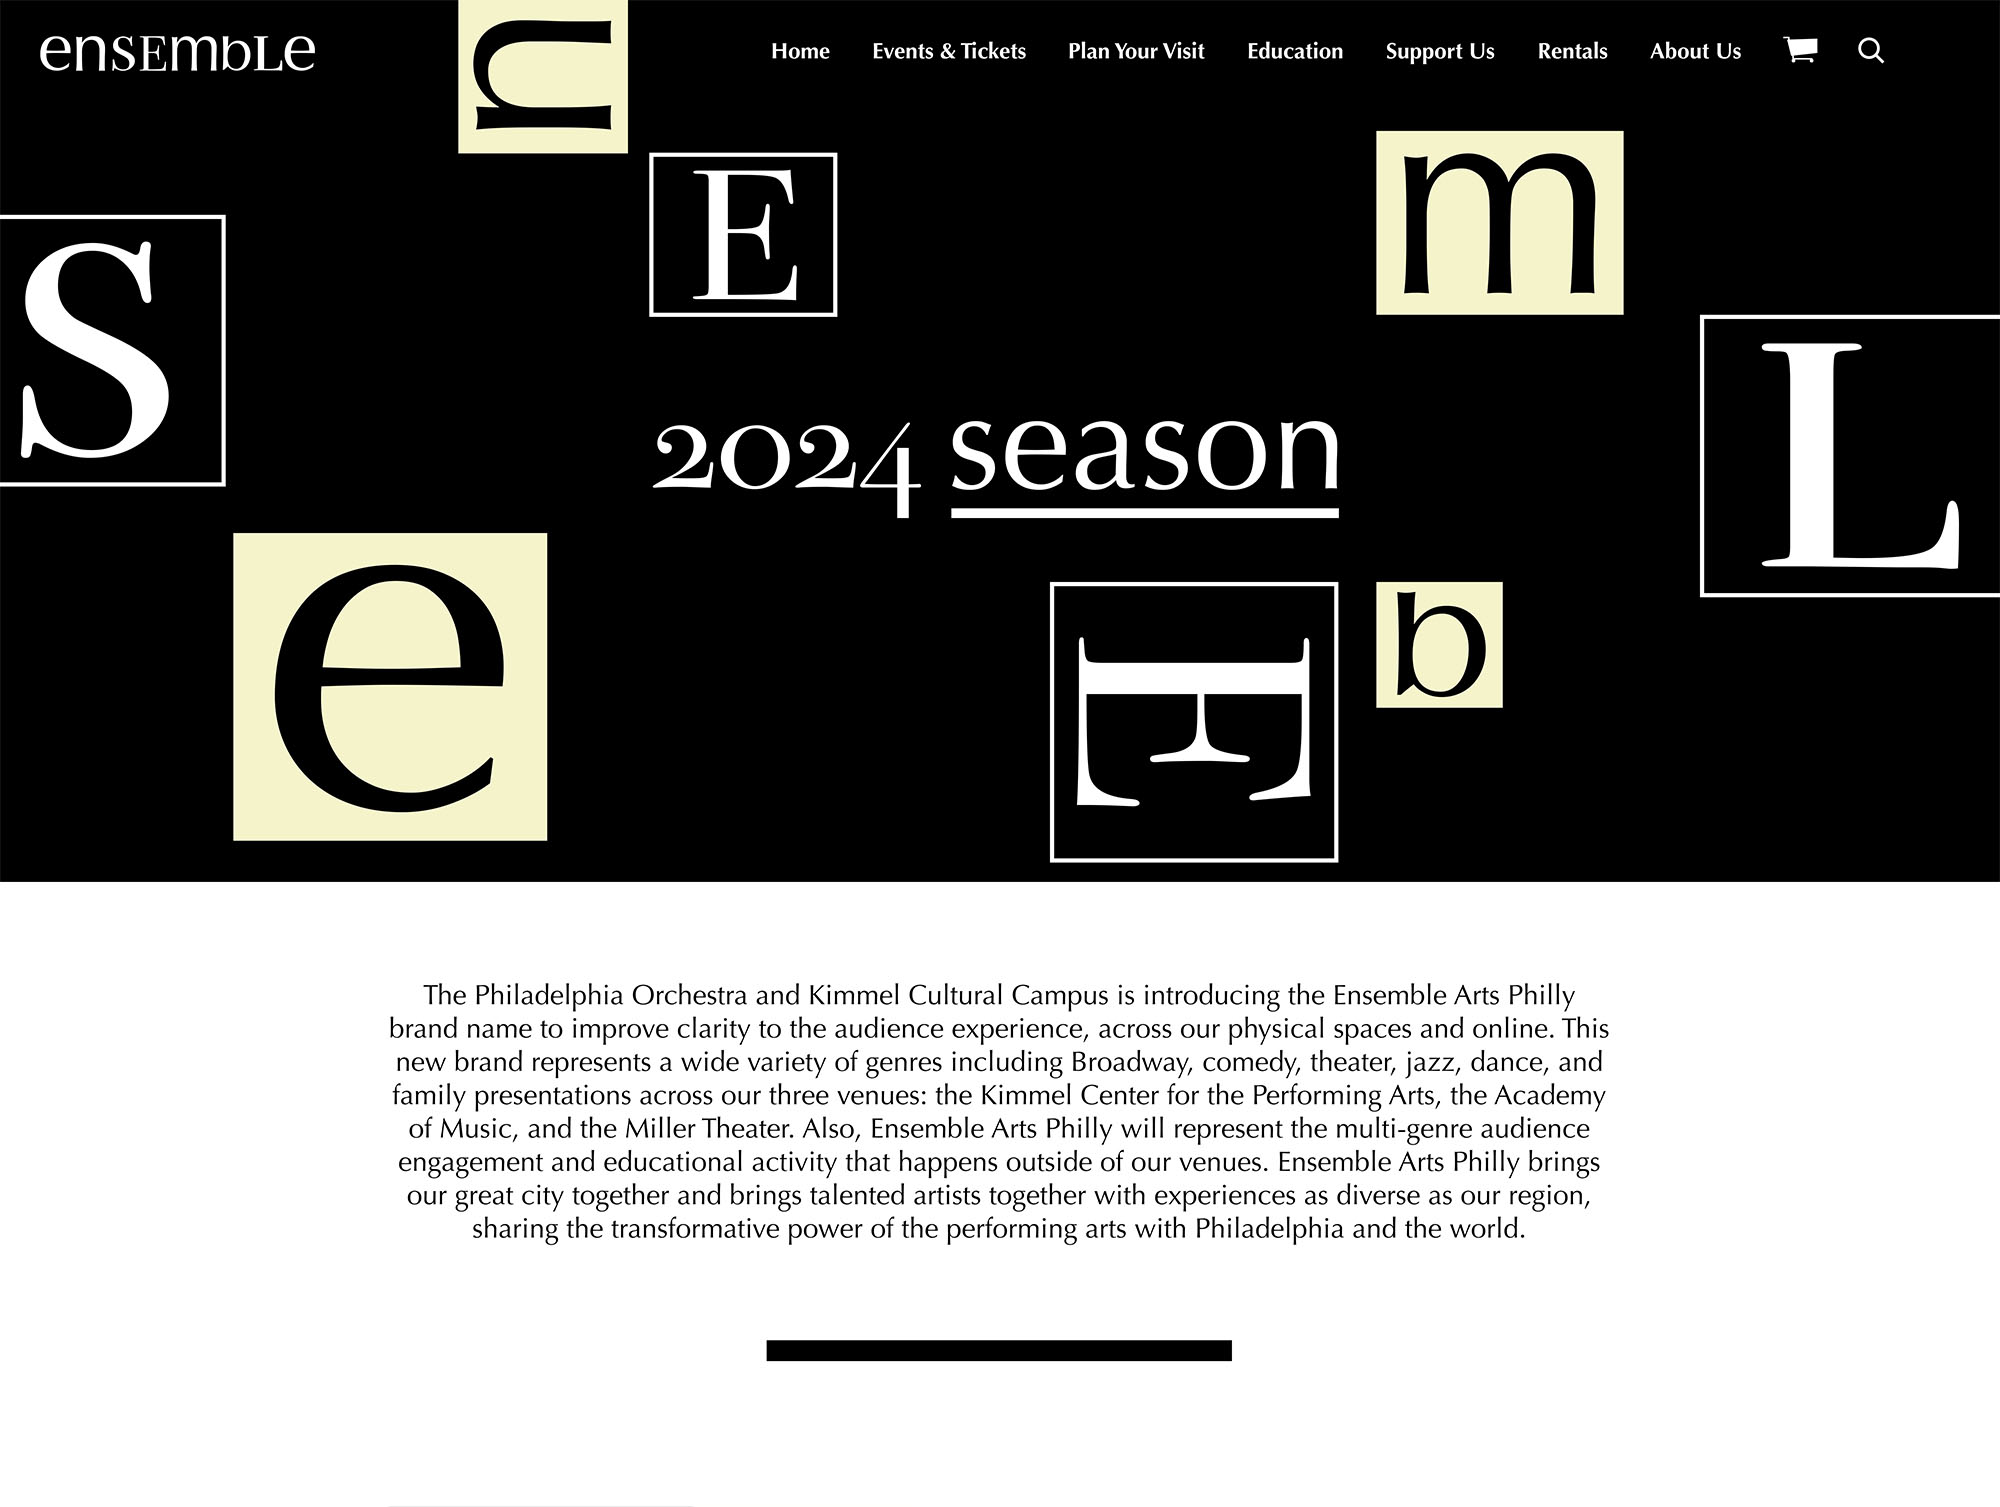 ensEmbLe
n
Home
Events & Tickets
Plan Your Visit
Education
Support Us
Rentals
About Us
E
m
S
L
2024 season
e
E
b
The Philadelphia Orchestra and Kimmel Cultural Campus is introducing the Ensemble Arts Philly
brand name to improve clarity to the audience experience, across our physical spaces and online. This
new brand represents a wide variety of genres including Broadway, comedy, theater, jazz, dance, and
family presentations across our three venues: the Kimmel Center for the Performing Arts, the Academy
of Music, and the Miller Theater. Also, Ensemble Arts Philly will represent the multi-genre audience
engagement and educational activity that happens outside of our venues. Ensemble Arts Philly brings
our great city together and brings talented artists together with experiences as diverse as our region,
sharing the transformative power of the performing arts with Philadelphia and the world.